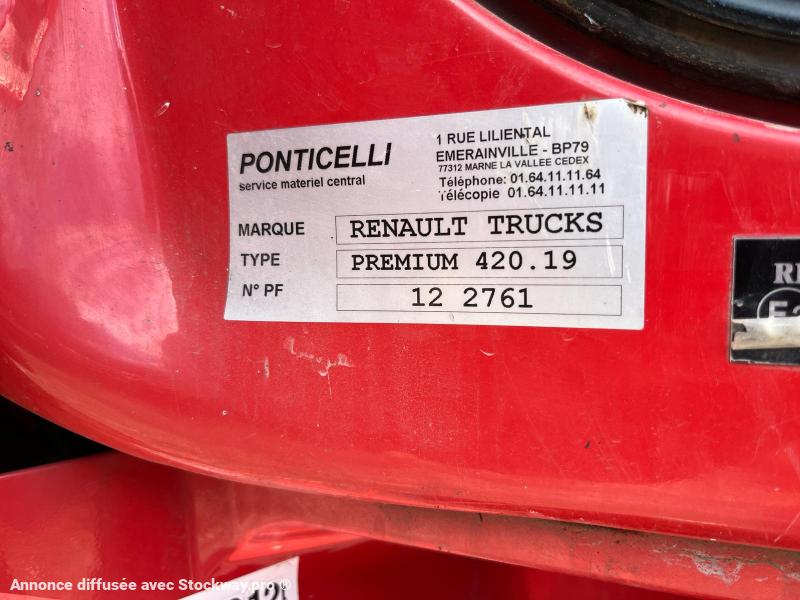 PONTICELLI
service materiel central
1 RUE LILIENTAL
EMERAINVILLE - BP79
77312 MARNE LA VALLEE CEDEX
Téléphone: 01.64.11.11.64
Télécopie 01.64.11.11.11
MARQUE RENAULT TRUCKS
TYPE PREMIUM 420.19
N° PF 12 2761
Annonce diffusée avec Stockway.pro ®